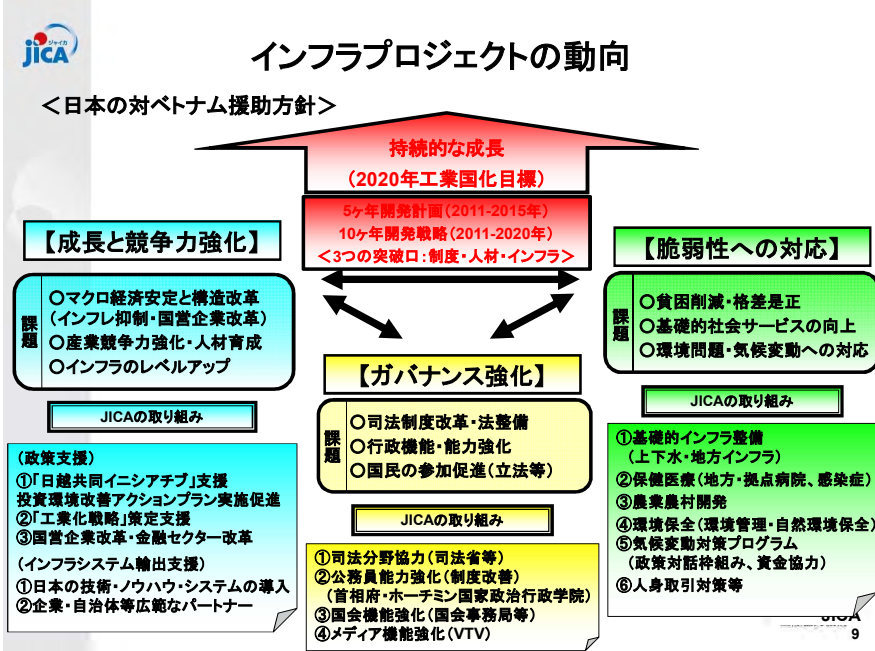 ジャイカ
JICA
インフラプロジェクトの動向
＜日本の対ベトナム援助方針＞
持続的な成長
（2020年工業国化目標）
5ヶ年開発計画（2011-2015年）
10ヶ年開発戦略（2011-2020年）
＜3つの突破口：制度・人材・インフラ＞
【成長と競争力強化】
課題
○マクロ経済安定と構造改革
（インフレ抑制・国営企業改革）
○産業競争力強化・人材育成
○インフラのレベルアップ
JICAの取り組み
（政策支援）
①「日越共同イニシアチブ」支援
投資環境改善アクションプラン実施促進
②「工業化戦略」策定支援
③国営企業改革・金融セクター改革
（インフラシステム輸出支援）
①日本の技術・ノウハウ・システムの導入
②企業・自治体等広範なパートナー
【ガバナンス強化】
課題
○司法制度改革・法整備
○行政機能・能力強化
○国民の参加促進（立法等）
JICAの取り組み
①司法分野協力（司法省等）
②公務員能力強化（制度改善）
（首相府・ホーチミン国家政治行政学院）
③国会機能強化（国会事務局等）
④メディア機能強化（VTV）
【脆弱性への対応】
課題
○貧困削減・格差是正
○基礎的社会サービスの向上
○環境問題・気候変動への対応
JICAの取り組み
①基礎的インフラ整備
（上下水・地方インフラ）
②保健医療（地方・拠点病院、感染症）
③農業農村開発
④環境保全（環境管理・自然環境保全）
⑤気候変動対策プログラム
（政策対話枠組み、資金協力）
⑥人身取引対策等
JICA
9